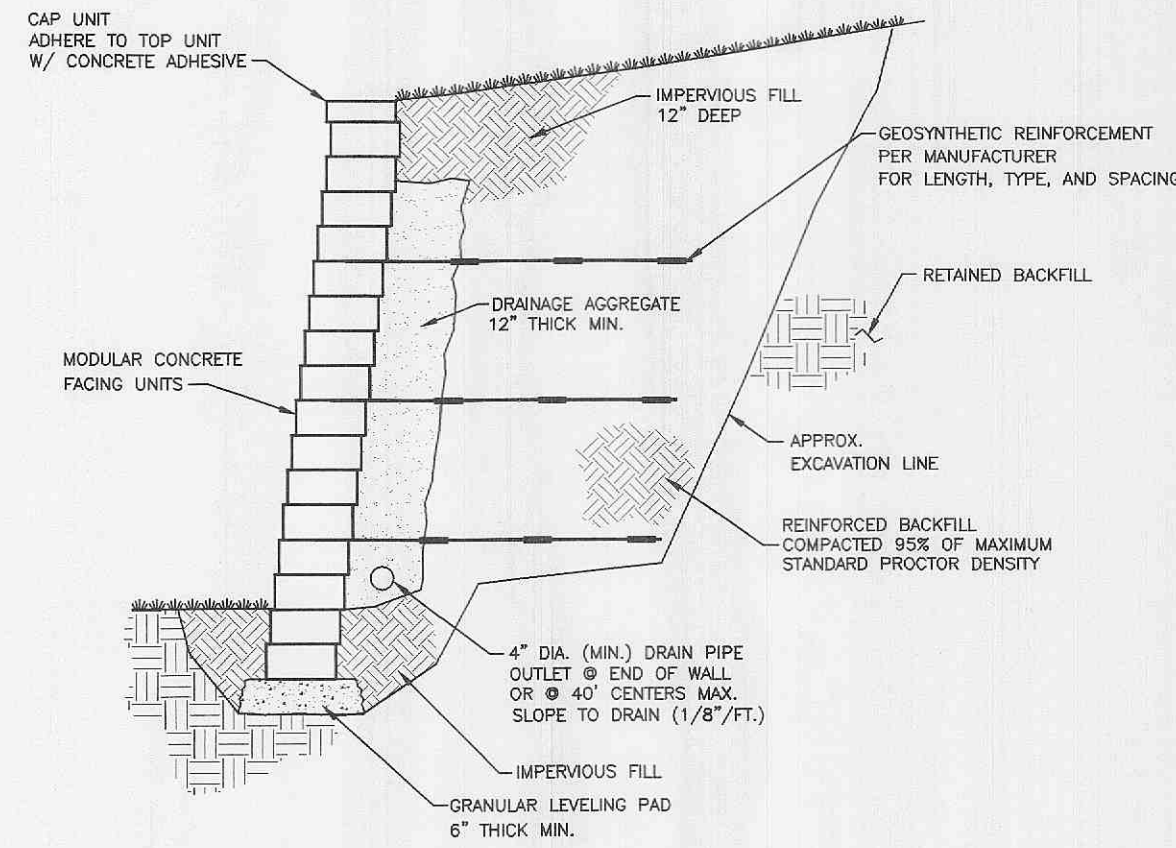 CAP UNIT
ADHERE TO TOP UNIT
W/ CONCRETE ADHESIVE
IMPERVIOUS FILL
12" DEEP
GEOSYNTHETIC REINFORCEMENT
PER MANUFACTURER
FOR LENGTH, TYPE, AND SPACING
RETAINED BACKFILL
DRAINAGE AGGREGATE
12" THICK MIN.
MODULAR CONCRETE
FACING UNITS
APPROX.
EXCAVATION LINE
REINFORCED BACKFILL
COMPACTED 95% OF MAXIMUM
STANDARD PROCTOR DENSITY
4" DIA. (MIN.) DRAIN PIPE
OUTLET @ END OF WALL
OR @ 40' CENTERS MAX.
SLOPE TO DRAIN (1/8"/FT.)
IMPERVIOUS FILL
GRANULAR LEVELING PAD
6" THICK MIN.